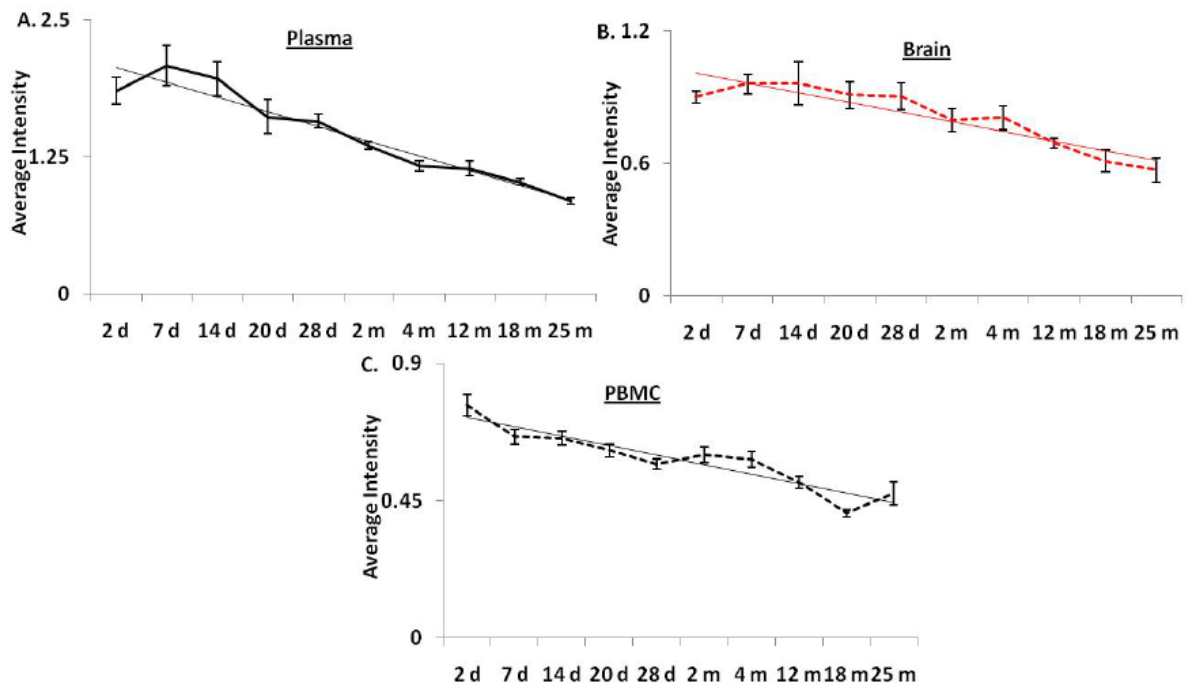 A. 2.5
Plasma
Average Intensity
1.25
0
2 d 7 d 14 d 20 d 28 d 2 m 4 m 12 m 18 m 25 m
B. 1.2
Brain
Average Intensity
0.6
0
2 d 7 d 14 d 20 d 28 d 2 m 4 m 12 m 18 m 25 m
C. 0.9
PBMC
Average Intensity
0.45
0
2 d 7 d 14 d 20 d 28 d 2 m 4 m 12 m 18 m 25 m